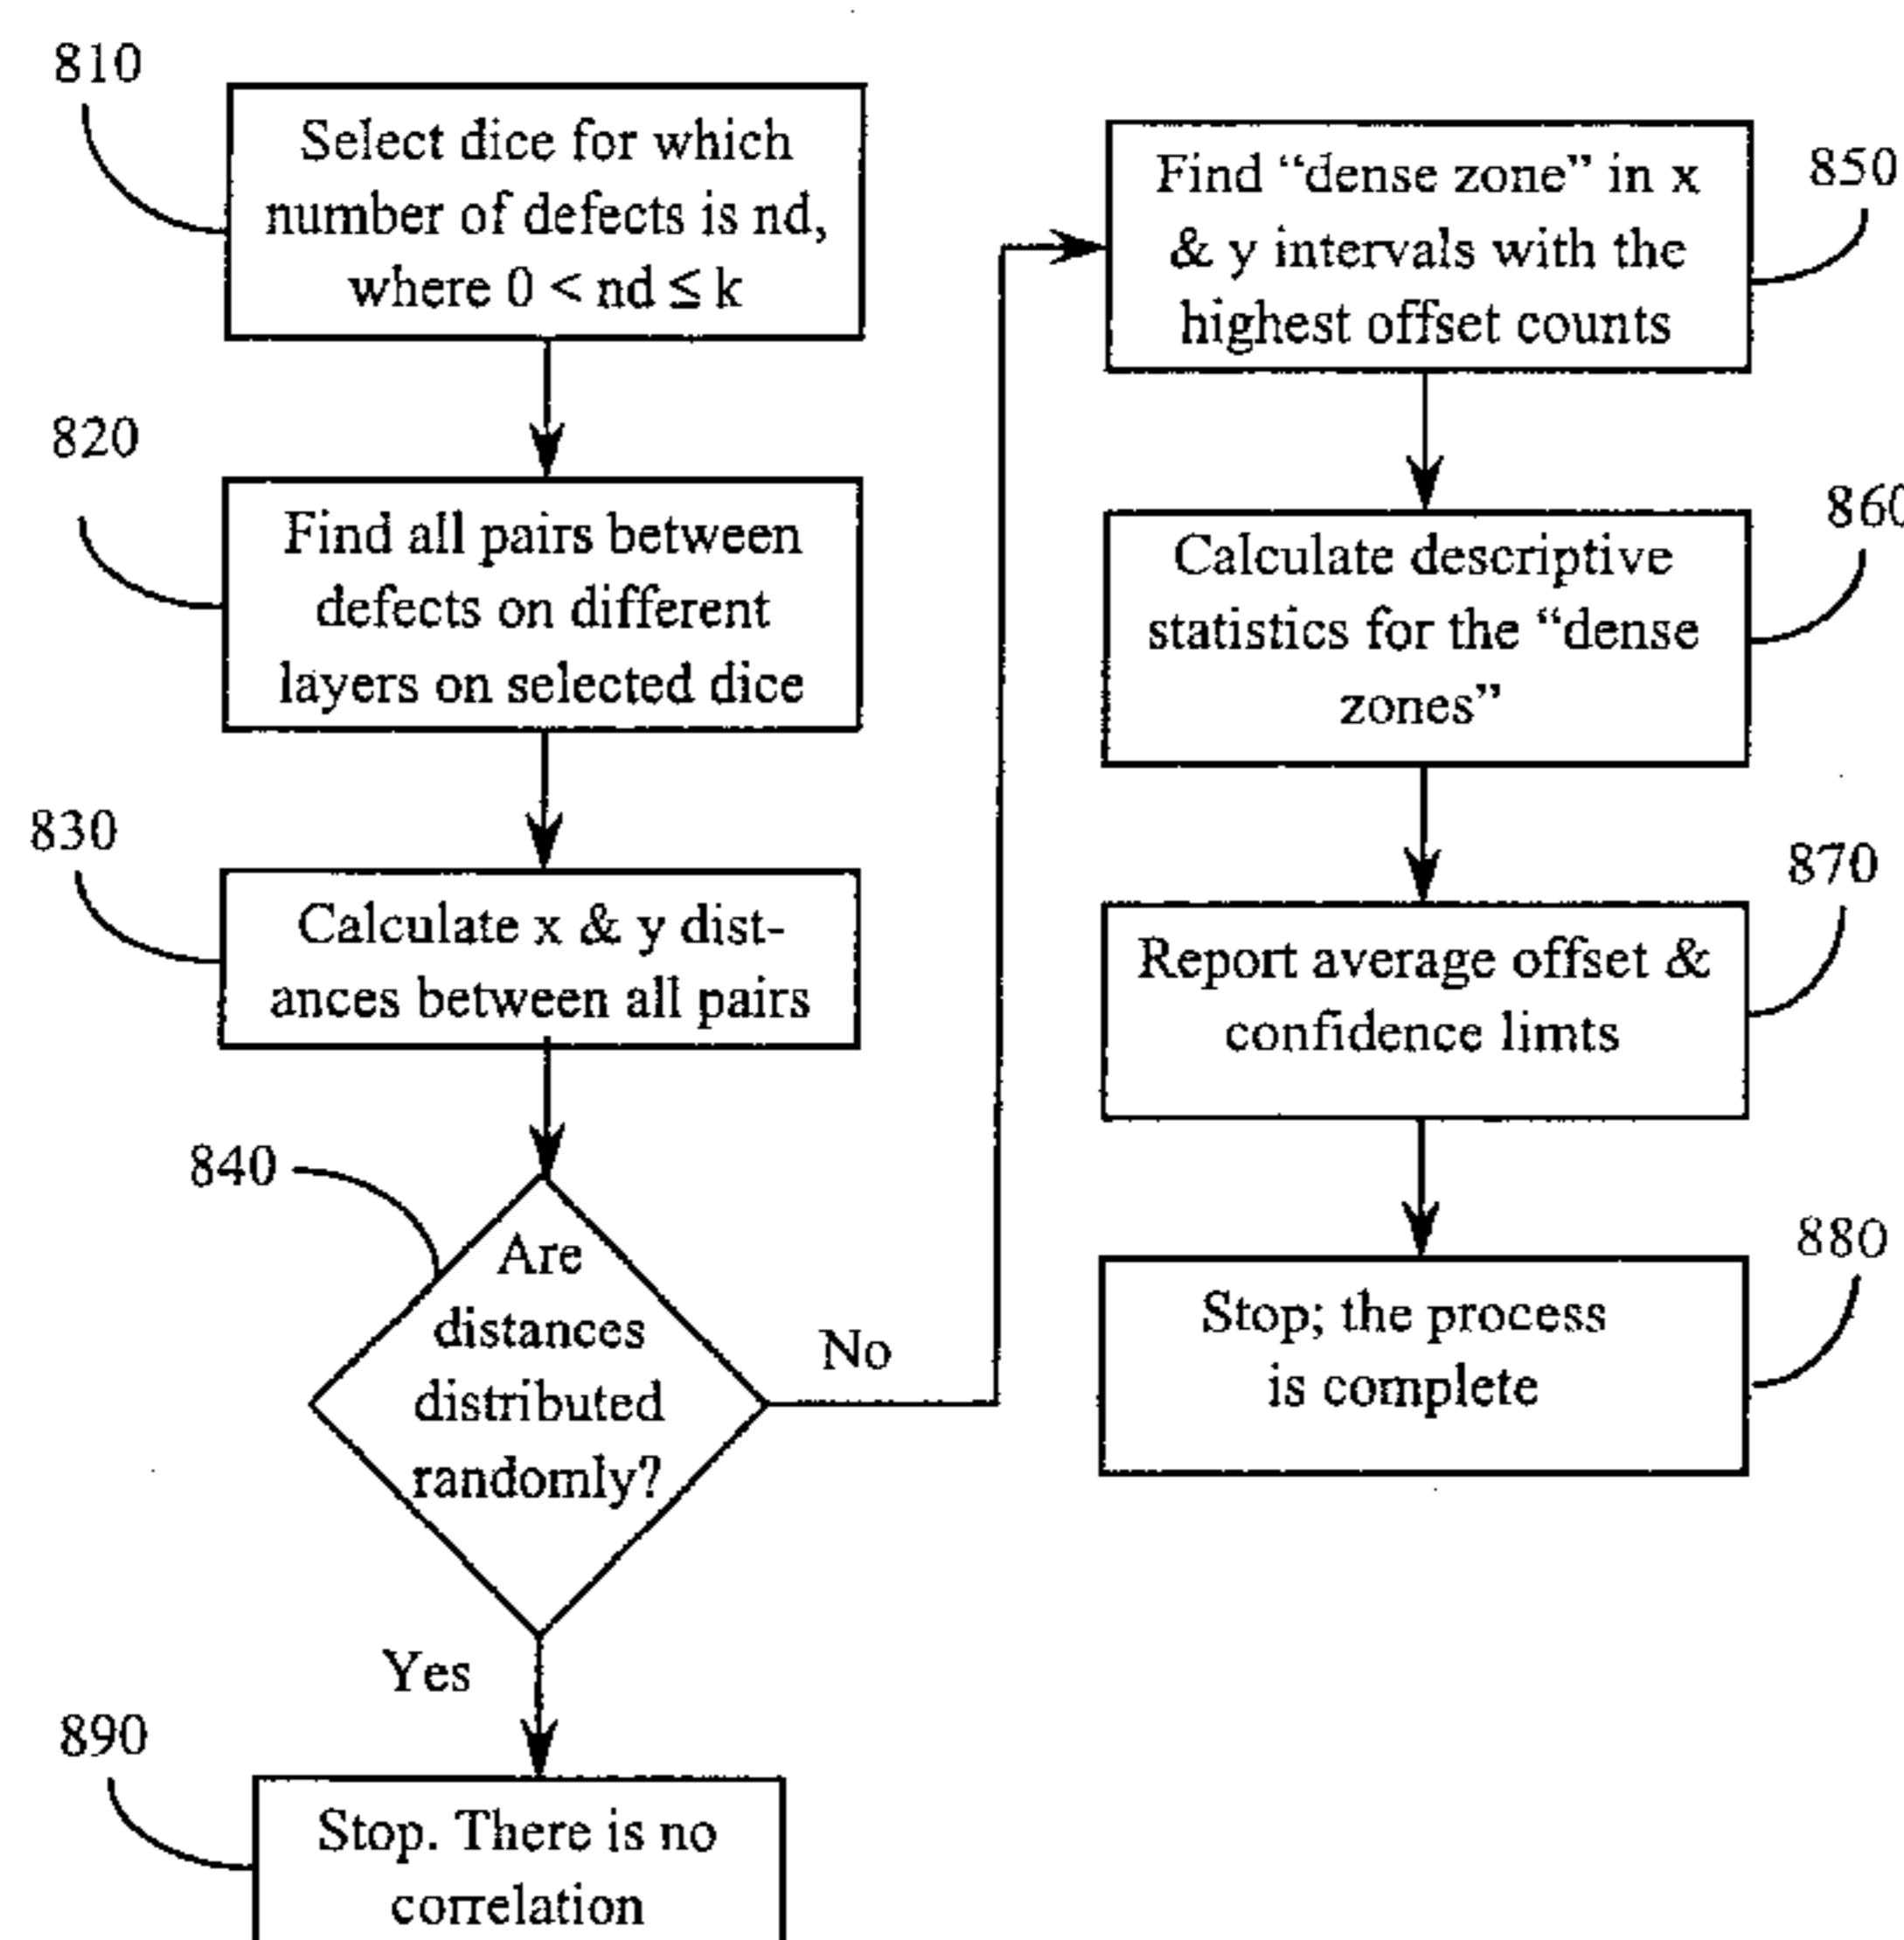 810
Select dice for which
number of defects is nd,
where 0 < nd ≤ k
820
Find all pairs between
defects on different
layers on selected dice
830
Calculate x & y dist-
ances between all pairs
840
Are
distances
distributed
randomly?
No
Yes
890
Stop. There is no
correlation
850
Find “dense zone” in x
& y intervals with the
highest offset counts
860
Calculate descriptive
statistics for the “dense
zones”
870
Report average offset &
confidence limts
880
Stop; the process
is complete